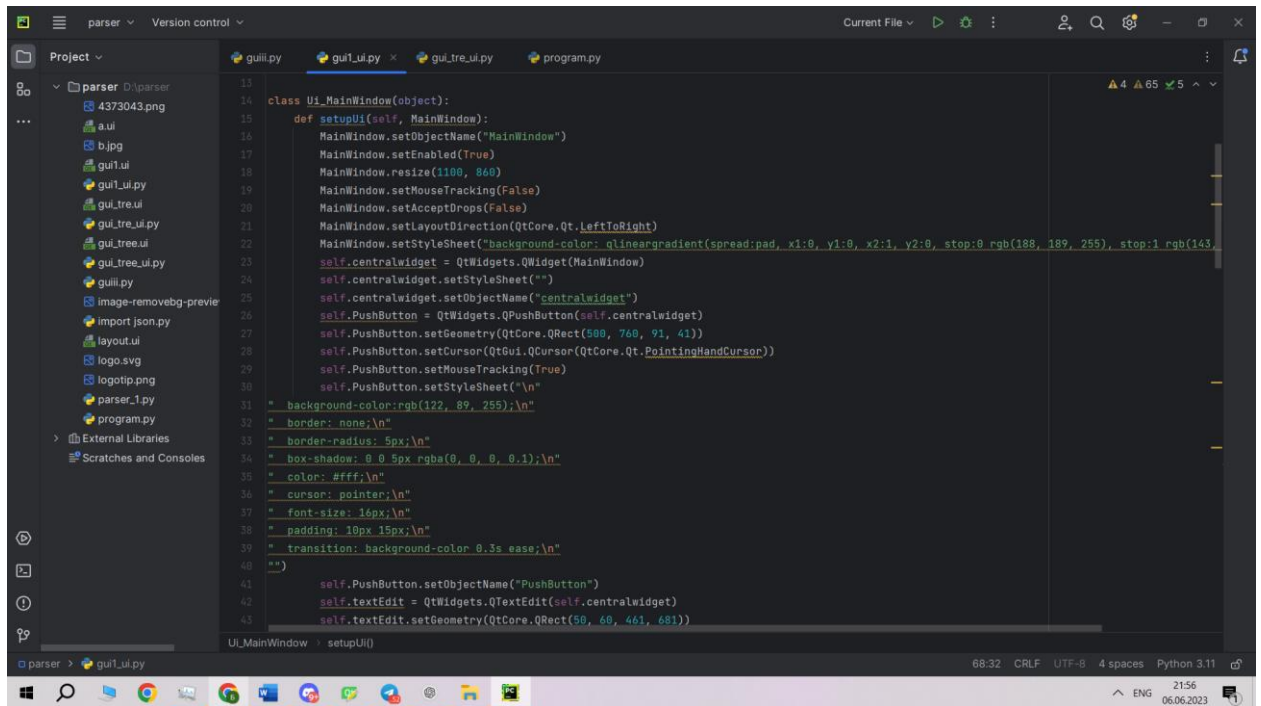 parser Version control Current File
Project
guiii.py gui1_ui.py gui_tre_ui.py program.py
parser D:\parser
4373043.png
a.ui
b.jpg
gui1.ui
gui1_ui.py
gui_tre.ui
gui_tre_ui.py
gui_tree.ui
gui_tree_ui.py
guiii.py
image-removebg-previe
import json.py
layout.ui
logo.svg
logotip.png
parser_1.py
program.py
External Libraries
Scratches and Consoles
4 65 5
13
14 class Ui_MainWindow(object):
15 def setupUi(self, MainWindow):
16 MainWindow.setObjectName("MainWindow")
17 MainWindow.setEnabled(True)
18 MainWindow.resize(1100, 860)
19 MainWindow.setMouseTracking(False)
20 MainWindow.setAcceptDrops(False)
21 MainWindow.setLayoutDirection(QtCore.Qt.LeftToRight)
22 MainWindow.setStyleSheet("background-color: qlineargradient(spread:pad, x1:0, y1:0, x2:1, y2:0, stop:0 rgb(188, 189, 255), stop:1 rgb(143,
23 self.centralwidget = QtWidgets.QWidget(MainWindow)
24 self.centralwidget.setStyleSheet("")
25 self.centralwidget.setObjectName("centralwidget")
26 self.PushButton = QtWidgets.QPushButton(self.centralwidget)
27 self.PushButton.setGeometry(QtCore.QRect(500, 760, 91, 41))
28 self.PushButton.setCursor(QtGui.QCursor(QtCore.Qt.PointingHandCursor))
29 self.PushButton.setMouseTracking(True)
30 self.PushButton.setStyleSheet("\n"
31 "  background-color:rgb(122, 89, 255);\n"
32 "  border: none;\n"
33 "  border-radius: 5px;\n"
34 "  box-shadow: 0 0 5px rgba(0, 0, 0, 0.1);\n"
35 "  color: #fff;\n"
36 "  cursor: pointer;\n"
37 "  font-size: 16px;\n"
38 "  padding: 10px 15px;\n"
39 "  transition: background-color 0.3s ease;\n"
40 "")
41 self.PushButton.setObjectName("PushButton")
42 self.textEdit = QtWidgets.QTextEdit(self.centralwidget)
43 self.textEdit.setGeometry(QtCore.QRect(50, 60, 461, 681))
Ui_MainWindow > setupUi()
parser > gui1_ui.py 68:32 CRLF UTF-8 4 spaces Python 3.11
ENG 21:56
06.06.2023